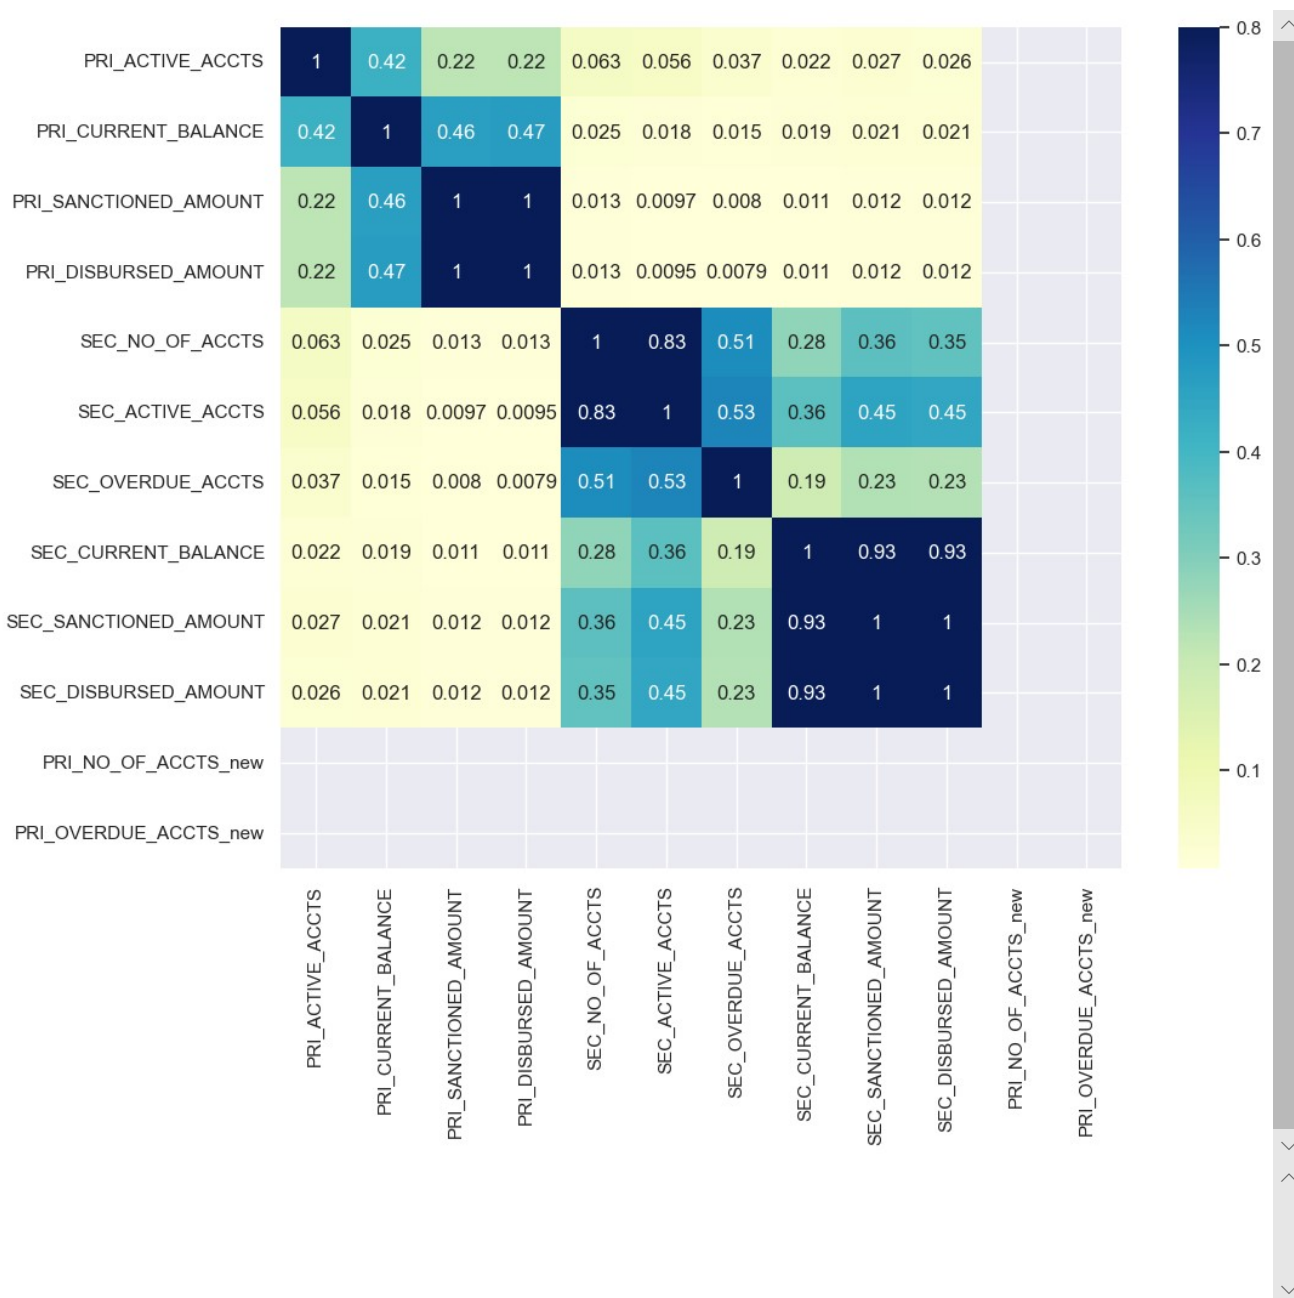 PRI_ACTIVE_ACCTS 1 0.42 0.22 0.22 0.063 0.056 0.037 0.022 0.027 0.026
PRI_CURRENT_BALANCE 0.42 1 0.46 0.47 0.025 0.018 0.015 0.019 0.021 0.021
PRI_SANCTIONED_AMOUNT 0.22 0.46 1 1 0.013 0.0097 0.008 0.011 0.012 0.012
PRI_DISBURSED_AMOUNT 0.22 0.47 1 1 0.013 0.0095 0.0079 0.011 0.012 0.012
SEC_NO_OF_ACCTS 0.063 0.025 0.013 0.013 1 0.83 0.51 0.28 0.36 0.35
SEC_ACTIVE_ACCTS 0.056 0.018 0.0097 0.0095 0.83 1 0.53 0.36 0.45 0.45
SEC_OVERDUE_ACCTS 0.037 0.015 0.008 0.0079 0.51 0.53 1 0.19 0.23 0.23
SEC_CURRENT_BALANCE 0.022 0.019 0.011 0.011 0.28 0.36 0.19 1 0.93 0.93
SEC_SANCTIONED_AMOUNT 0.027 0.021 0.012 0.012 0.36 0.45 0.23 0.93 1 1
SEC_DISBURSED_AMOUNT 0.026 0.021 0.012 0.012 0.35 0.45 0.23 0.93 1 1
PRI_NO_OF_ACCTS_new
PRI_OVERDUE_ACCTS_new
PRI_ACTIVE_ACCTS
PRI_CURRENT_BALANCE
PRI_SANCTIONED_AMOUNT
PRI_DISBURSED_AMOUNT
SEC_NO_OF_ACCTS
SEC_ACTIVE_ACCTS
SEC_OVERDUE_ACCTS
SEC_CURRENT_BALANCE
SEC_SANCTIONED_AMOUNT
SEC_DISBURSED_AMOUNT
PRI_NO_OF_ACCTS_new
PRI_OVERDUE_ACCTS_new
0.8
0.7
0.6
0.5
0.4
0.3
0.2
0.1